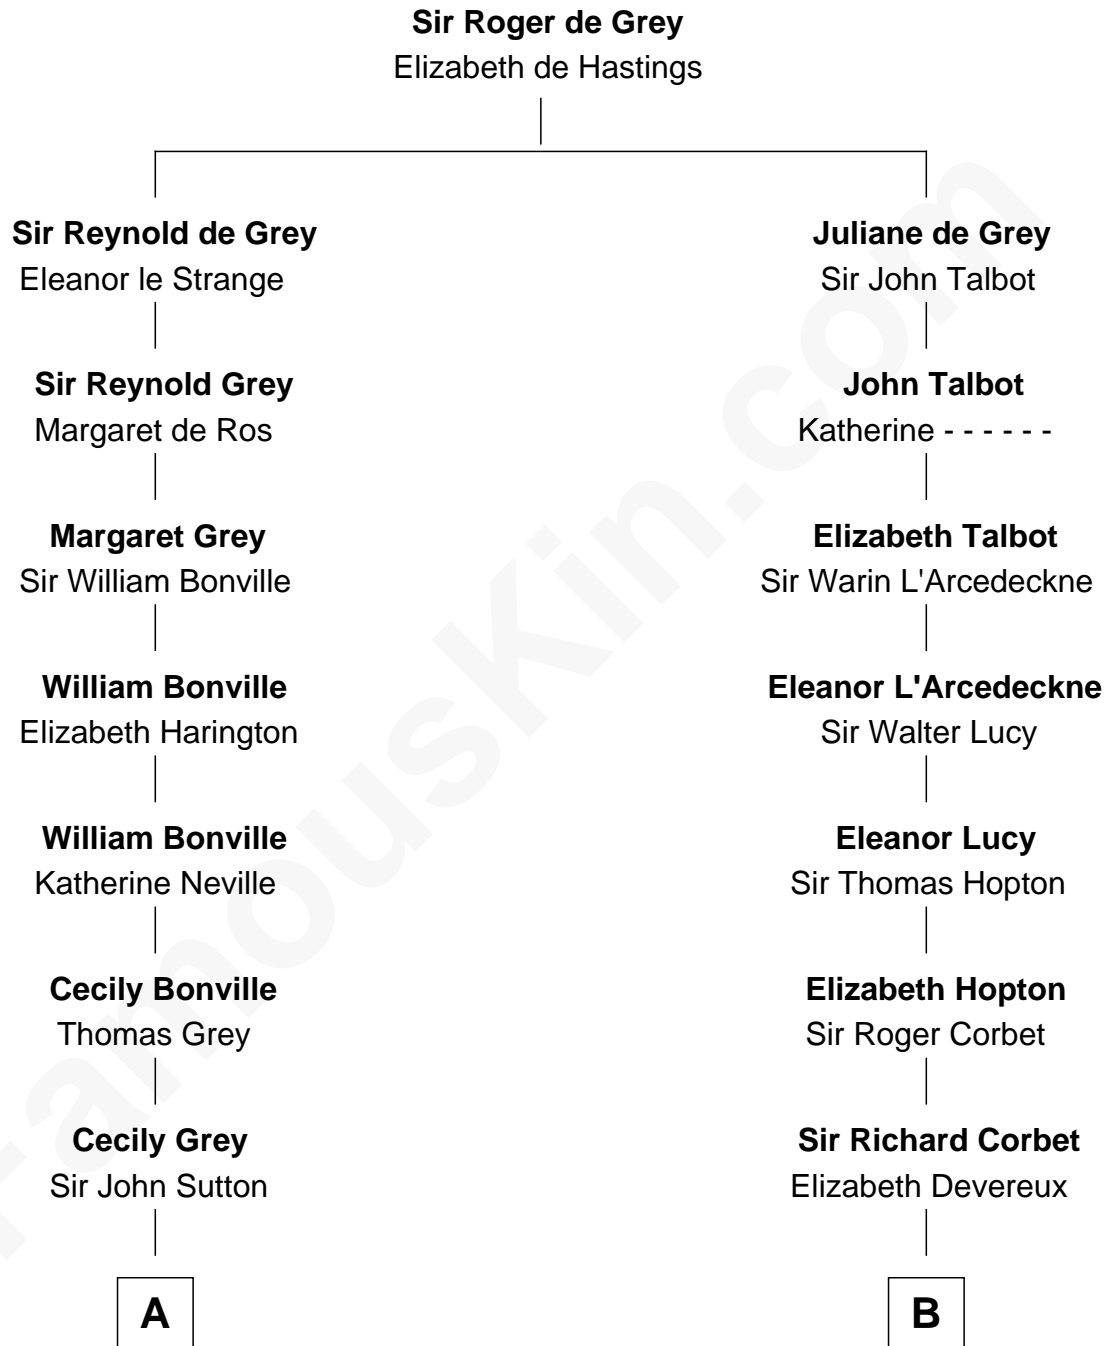 Sir Roger de Grey
Elizabeth de Hastings
Sir Reynold de Grey
Eleanor le Strange
Juliane de Grey
Sir John Talbot
Sir Reynold Grey
Margaret de Ros
John Talbot
Katherine - - - - - -
Margaret Grey
Sir William Bonville
Elizabeth Talbot
Sir Warin L'Arcedeckne
William Bonville
Elizabeth Harington
Eleanor L'Arcedeckne
Sir Walter Lucy
William Bonville
Katherine Neville
Eleanor Lucy
Sir Thomas Hopton
Cecily Bonville
Thomas Grey
Elizabeth Hopton
Sir Roger Corbet
Cecily Grey
Sir John Sutton
Sir Richard Corbet
Elizabeth Devereux
A
B
FamousKin.com